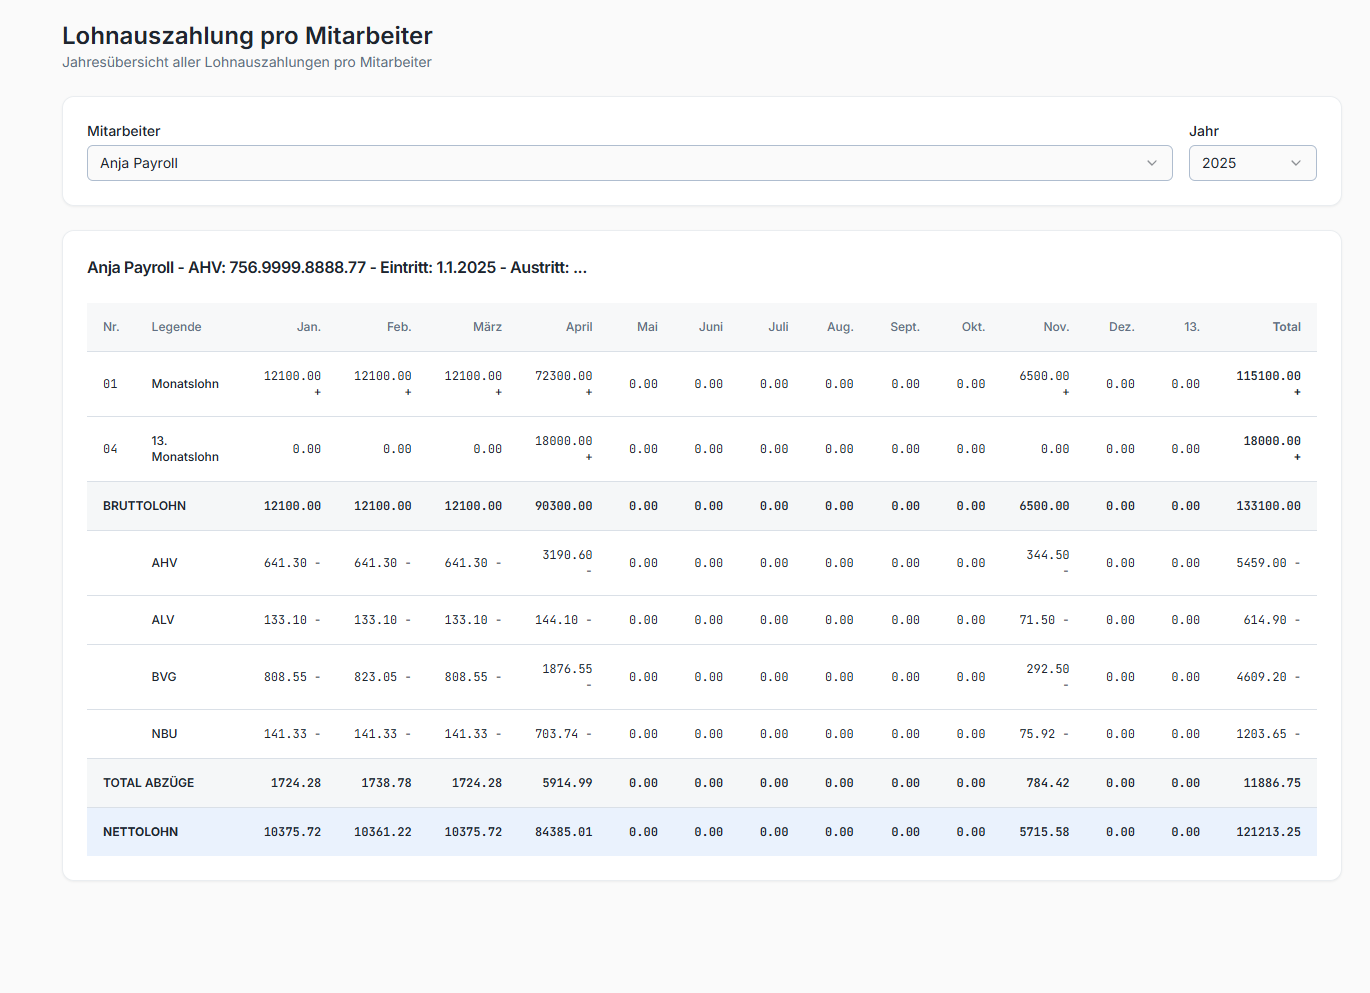 Lohnauszahlung pro Mitarbeiter
Jahresübersicht aller Lohnauszahlungen pro Mitarbeiter
Mitarbeiter Jahr
Anja Payroll 2025
Anja Payroll - AHV: 756.9999.8888.77 - Eintritt: 1.1.2025 - Austritt: ...
Nr. Legende Jan. Feb. März April Mai Juni Juli Aug. Sept. Okt. Nov. Dez. 13. Total
01 Monatslohn 12100.00 + 12100.00 + 12100.00 + 72300.00 + 0.00 0.00 0.00 0.00 0.00 0.00 6500.00 + 0.00 0.00 115100.00 +
04 13. Monatslohn 0.00 0.00 0.00 18000.00 + 0.00 0.00 0.00 0.00 0.00 0.00 0.00 0.00 0.00 18000.00 +
BRUTTOLOHN 12100.00 12100.00 12100.00 90300.00 0.00 0.00 0.00 0.00 0.00 0.00 6500.00 0.00 0.00 133100.00
AHV 641.30 - 641.30 - 641.30 - 3190.60 - 0.00 0.00 0.00 0.00 0.00 0.00 344.50 - 0.00 0.00 5459.00 -
ALV 133.10 - 133.10 - 133.10 - 144.10 - 0.00 0.00 0.00 0.00 0.00 0.00 71.50 - 0.00 0.00 614.90 -
BVG 808.55 - 823.05 - 808.55 - 1876.55 - 0.00 0.00 0.00 0.00 0.00 0.00 292.50 - 0.00 0.00 4609.20 -
NBU 141.33 - 141.33 - 141.33 - 703.74 - 0.00 0.00 0.00 0.00 0.00 0.00 75.92 - 0.00 0.00 1203.65 -
TOTAL ABZÜGE 1724.28 1738.78 1724.28 5914.99 0.00 0.00 0.00 0.00 0.00 0.00 784.42 0.00 0.00 11886.75
NETTOLOHN 10375.72 10361.22 10375.72 84385.01 0.00 0.00 0.00 0.00 0.00 0.00 5715.58 0.00 0.00 121213.25